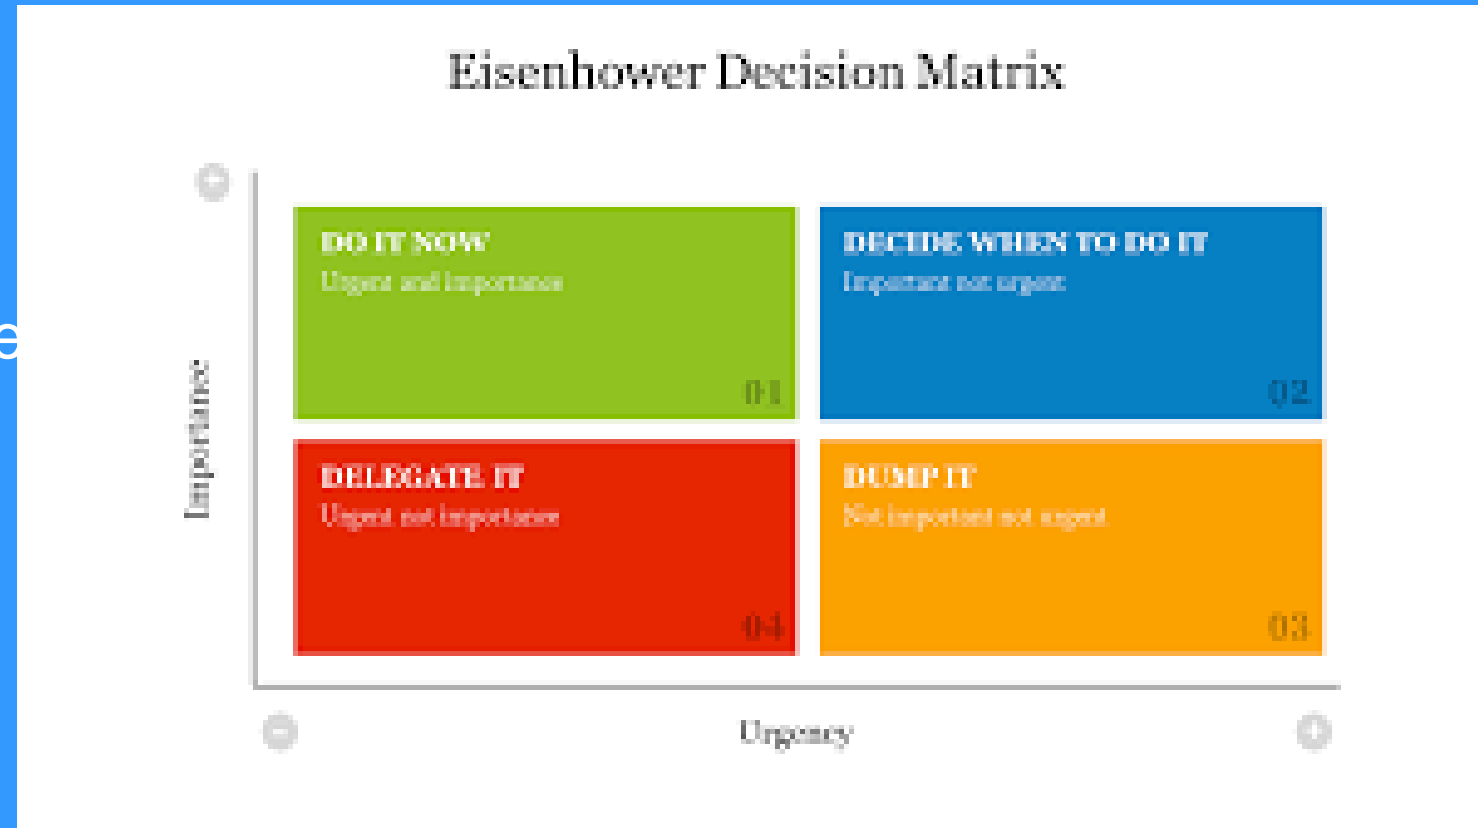 Eisenhower Decision Matrix
DO IT NOW
Urgent and importance
01
DECIDE WHEN TO DO IT
Important not urgent
02
e
Importance
DELEGATE IT
Urgent not importance
04
DUMP IT
Not important not urgent
03
Urgency